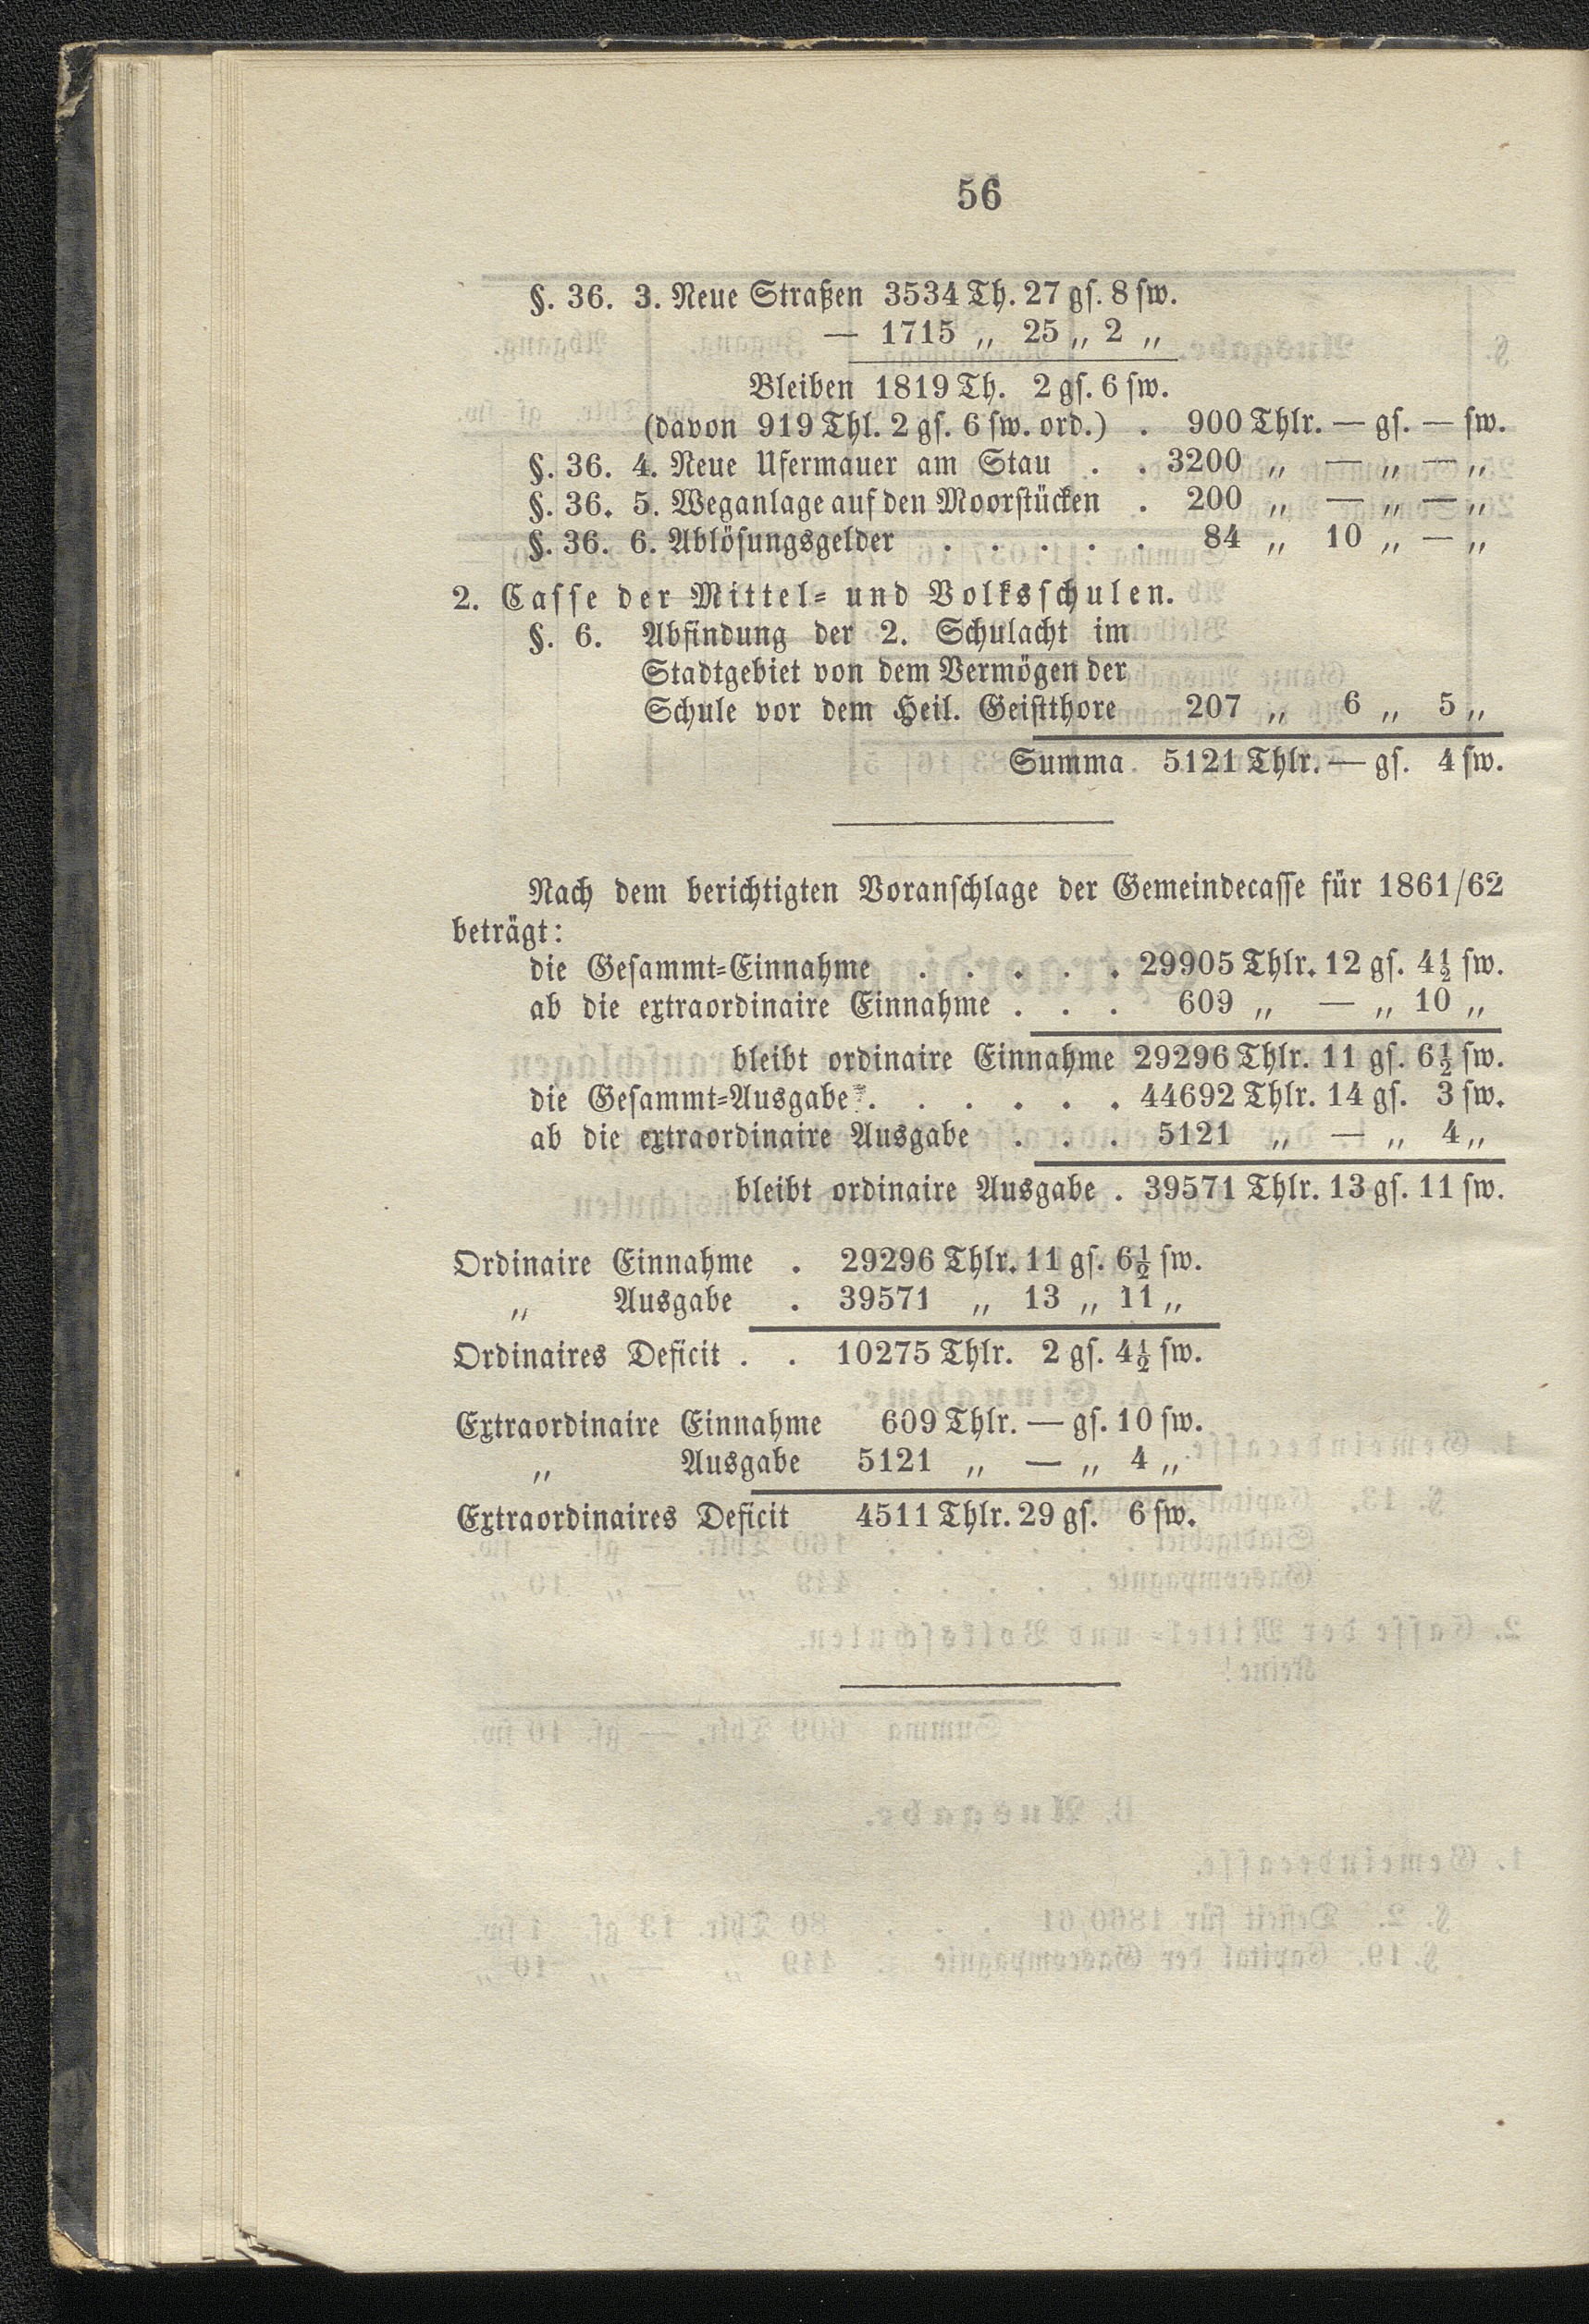 56
§. 36. 3. Neue Straßen 3534 Th. 27 gſ. 8 ſw.
— 1715 „ 25 „ 2 „
Bleiben 1819 Th. 2 gſ. 6 ſw.
(davon 919 Thl. 2 gſ. 6 ſw. ord.) . 900 Thlr. — gſ. — ſw.
§. 36. 4. Neue Ufermauer am Stau . . 3200 „ — „ — „
§. 36. 5. Weganlage auf den Moorſtücken . 200 „ — „ — „
§. 36. 6. Ablöſungsgelder . . . . . 84 „ 10 „ — „
2. Caſſe der Mittel= und Volksſchulen.
§. 6. Abfindung der 2. Schulacht im
Stadtgebiet von dem Vermögen der
Schule vor dem Heil. Geiſtthore 207 „ 6 „ 5 „
Summa 5121 Thlr. — gſ. 4 ſw.
Nach dem berichtigten Voranſchlage der Gemeindecaſſe für 1861/62
beträgt:
die Geſammt=Einnahme . . . . . 29905 Thlr. 12 gſ. 4½ ſw.
ab die extraordinaire Einnahme . . . 609 „ — „ 10 „
bleibt ordinaire Einnahme 29296 Thlr. 11 gſ. 6½ ſw.
die Geſammt=Ausgabe . . . . . . 44692 Thlr. 14 gſ. 3 ſw.
ab die extraordinaire Ausgabe . . . 5121 „ — „ 4 „
bleibt ordinaire Ausgabe . 39571 Thlr. 13 gſ. 11 ſw.
Ordinaire Einnahme . 29296 Thlr. 11 gſ. 6½ ſw.
„ Ausgabe . 39571 „ 13 „ 11 „
Ordinaires Deficit . . 10275 Thlr. 2 gſ. 4½ ſw.
Extraordinaire Einnahme 609 Thlr. — gſ. 10 ſw.
„ Ausgabe 5121 „ — „ 4 „
Extraordinaires Deficit 4511 Thlr. 29 gſ. 6 ſw.